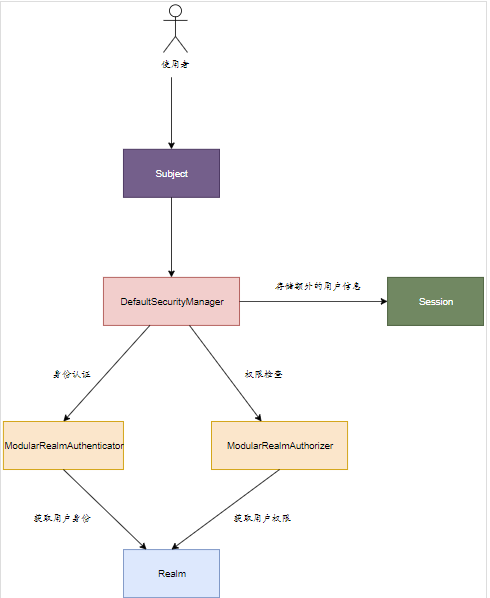 使用者
Subject
DefaultSecurityManager
存储额外的用户信息
Session
身份认证
权限检查
ModularRealmAuthenticator
ModularRealmAuthorizer
获取用户身份
获取用户权限
Realm